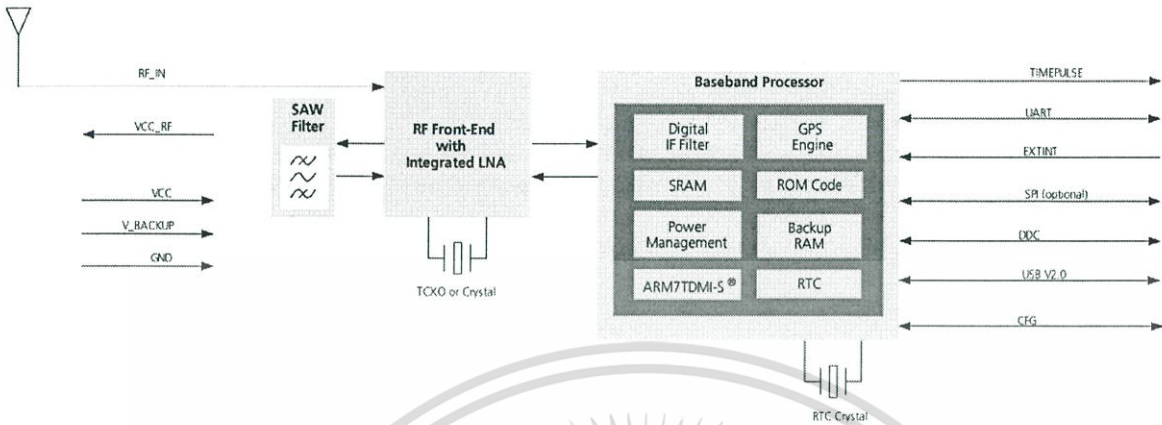 RF_IN
VCC_RF
VCC
V_BACKUP
GND
SAW
Filter
RF Front-End
with
Integrated LNA
TCXO or Crystal
Baseband Processor
Digital
IF Filter
GPS
Engine
SRAM
ROM Code
Power
Management
Backup
RAM
ARM7TDMI-S®
RTC
RTC Crystal
TIMEPULSE
UART
EXTINT
SPI (optional)
DDC
USB V2.0
CFG